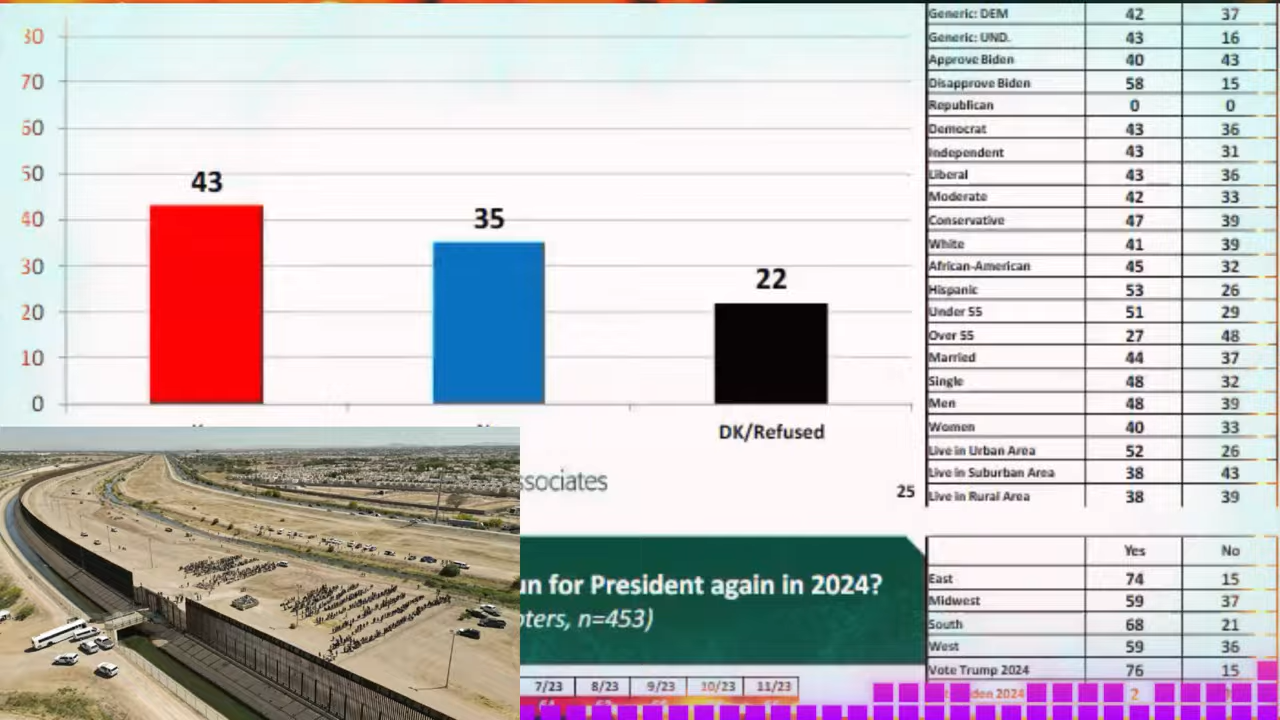 80
70
60
50
40
30
20
10
0
43
35
22
DK/Refused
ssociates
25
Generic: DEM 42 37
Generic: UND. 43 16
Approve Biden 40 43
Disapprove Biden 58 15
Republican 0 0
Democrat 43 36
Independent 43 31
Liberal 43 36
Moderate 42 33
Conservative 47 39
White 41 39
African-American 45 32
Hispanic 53 26
Under 55 51 29
Over 55 27 48
Married 44 37
Single 48 32
Men 48 39
Women 40 33
Live in Urban Area 52 26
Live in Suburban Area 38 43
Live in Rural Area 38 39
un for President again in 2024?
oters, n=453)
7/23 8/23 9/23 10/23 11/23
Yes No
East 74 15
Midwest 59 37
South 68 21
West 59 36
Vote Trump 2024 76 15
den 2024 2